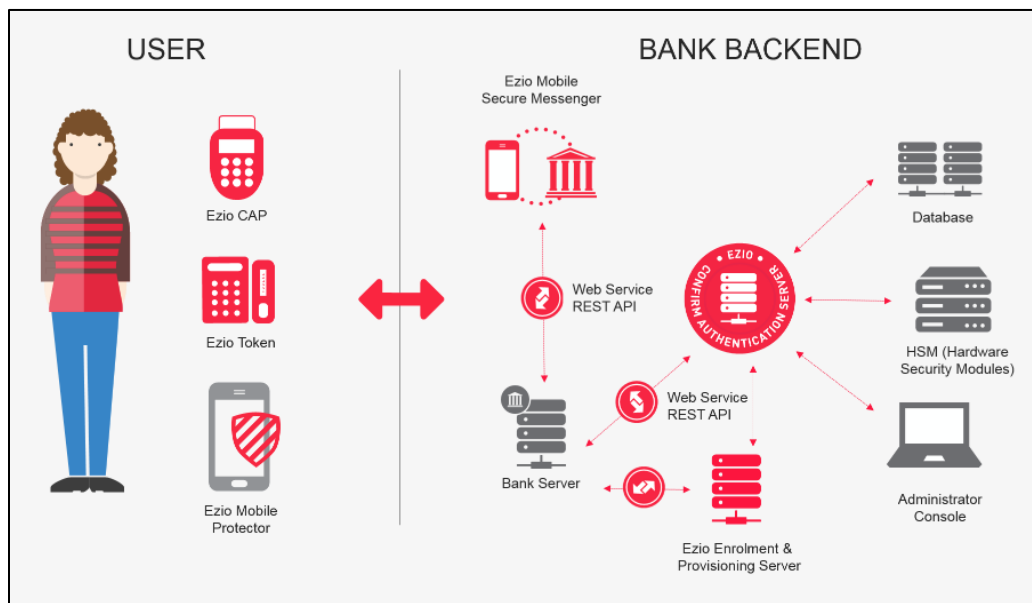 USER
BANK BACKEND
Ezio CAP
Ezio Token
Ezio Mobile
Protector
Ezio Mobile
Secure Messenger
Web Service
REST API
Bank Server
Web Service
REST API
EZIO
CONFIRM AUTHENTICATION SERVER
Ezio Enrolment &
Provisioning Server
Database
HSM (Hardware
Security Modules)
Administrator
Console